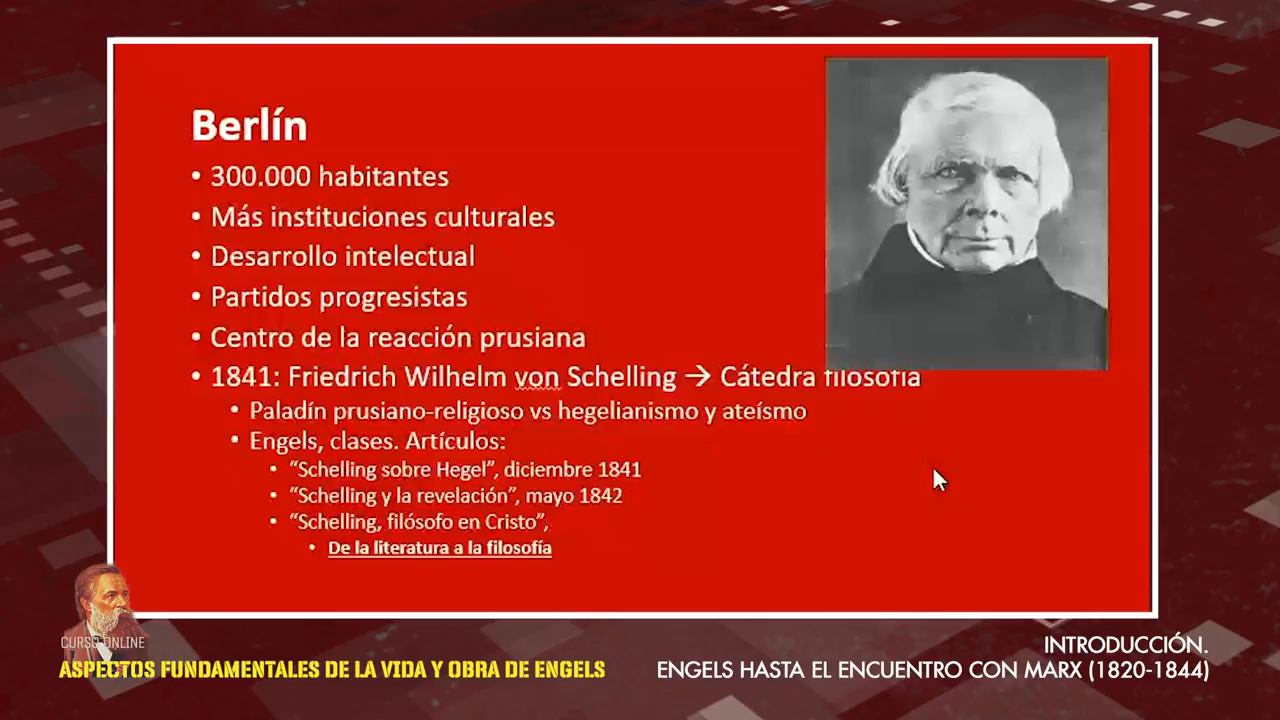 Berlín
• 300.000 habitantes
• Más instituciones culturales
• Desarrollo intelectual
• Partidos progresistas
• Centro de la reacción prusiana
• 1841: Friedrich Wilhelm von Schelling → Cátedra filosofía
• Paladín prusiano-religioso vs hegelianismo y ateísmo
• Engels, clases. Artículos:
• “Schelling sobre Hegel”, diciembre 1841
• “Schelling y la revelación”, mayo 1842
• “Schelling, filósofo en Cristo”,
• De la literatura a la filosofía
CURSO ONLINE
ASPECTOS FUNDAMENTALES DE LA VIDA Y OBRA DE ENGELS
INTRODUCCIÓN.
ENGELS HASTA EL ENCUENTRO CON MARX (1820-1844)